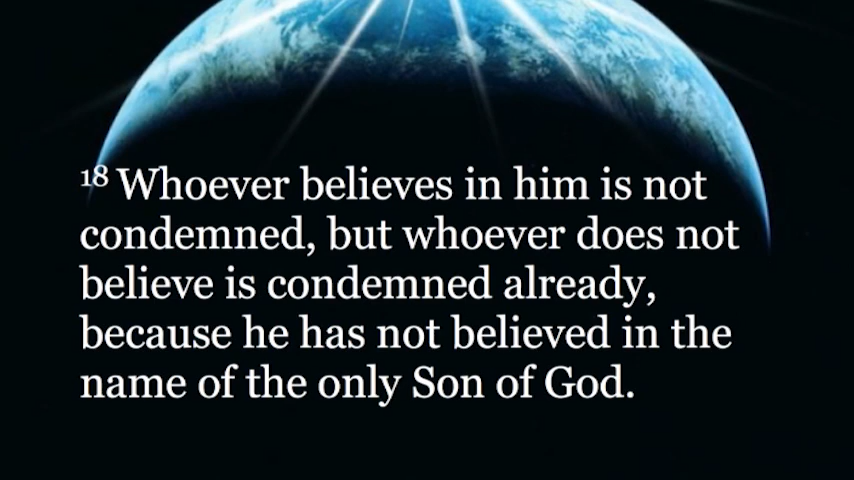 18 Whoever believes in him is not
condemned, but whoever does not
believe is condemned already,
because he has not believed in the
name of the only Son of God.